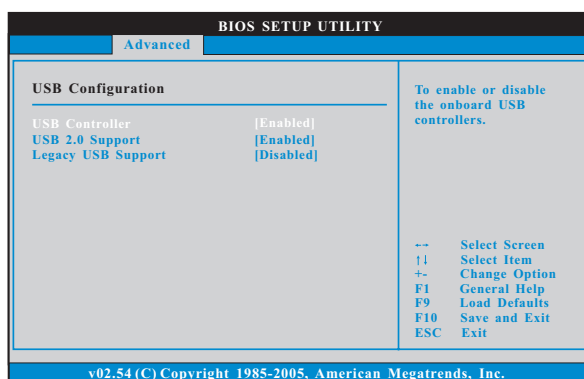 BIOS SETUP UTILITY
Advanced
USB Configuration
USB Controller [Enabled]
USB 2.0 Support [Enabled]
Legacy USB Support [Disabled]
To enable or disable
the onboard USB
controllers.
←→ Select Screen
↑↓ Select Item
+- Change Option
F1 General Help
F9 Load Defaults
F10 Save and Exit
ESC Exit
v02.54 (C) Copyright 1985-2005, American Megatrends, Inc.